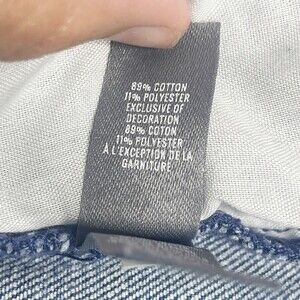 89% COTTON
11% POLYESTER
EXCLUSIVE OF
DECORATION
89% COTON
11% POLYESTER
À L'EXCEPTION DE LA
GARNITURE